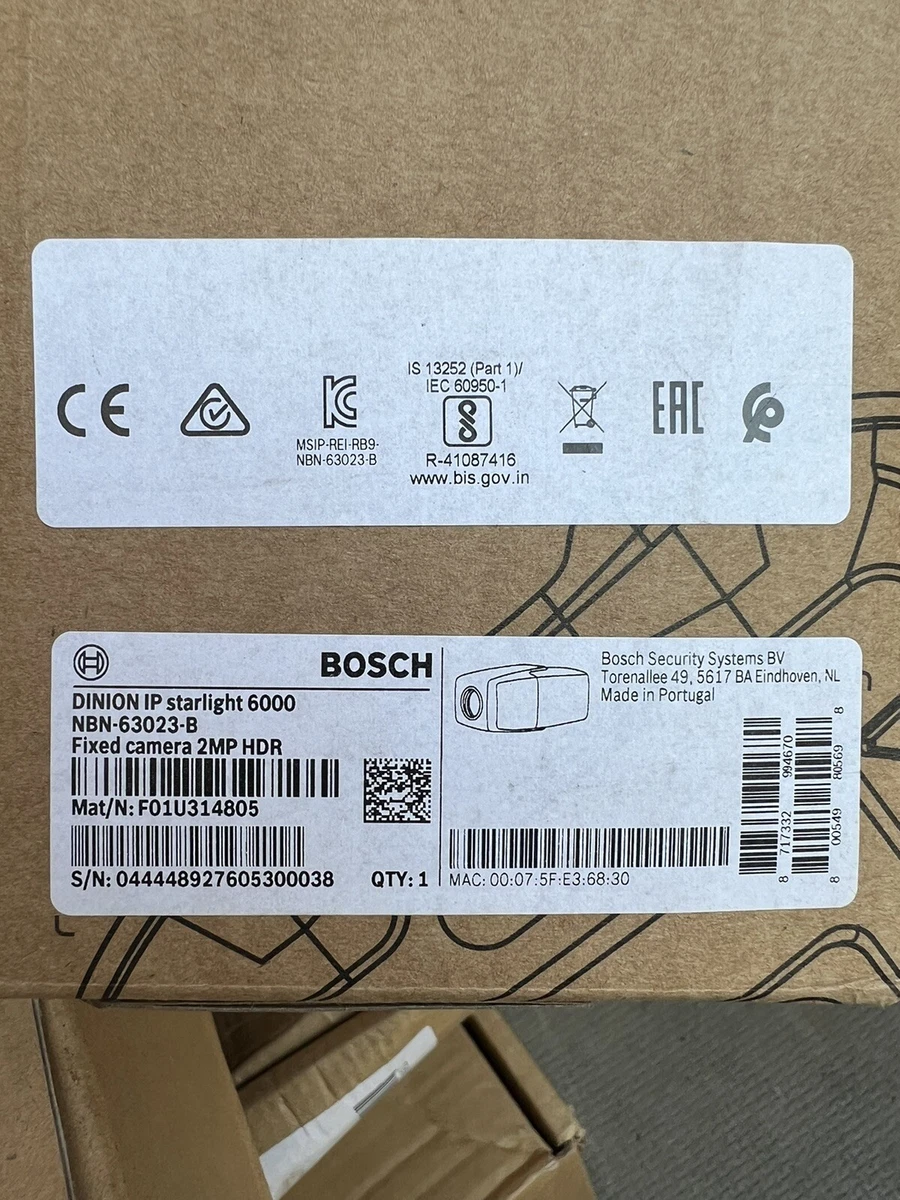 CE
IS 13252 (Part 1)/
IEC 60950-1
MSIP-REI-RB9-
NBN-63023-B
R-41087416
www.bis.gov.in
EAC
BOSCH
DINION IP starlight 6000
NBN-63023-B
Fixed camera 2MP HDR
Mat/N: F01U314805
S/N: 044448927605300038
QTY: 1
Bosch Security Systems BV
Torenallee 49, 5617 BA Eindhoven, NL
Made in Portugal
MAC: 00:07:5F:E3:68:30
8 717332 994670
8 00549 80569 8